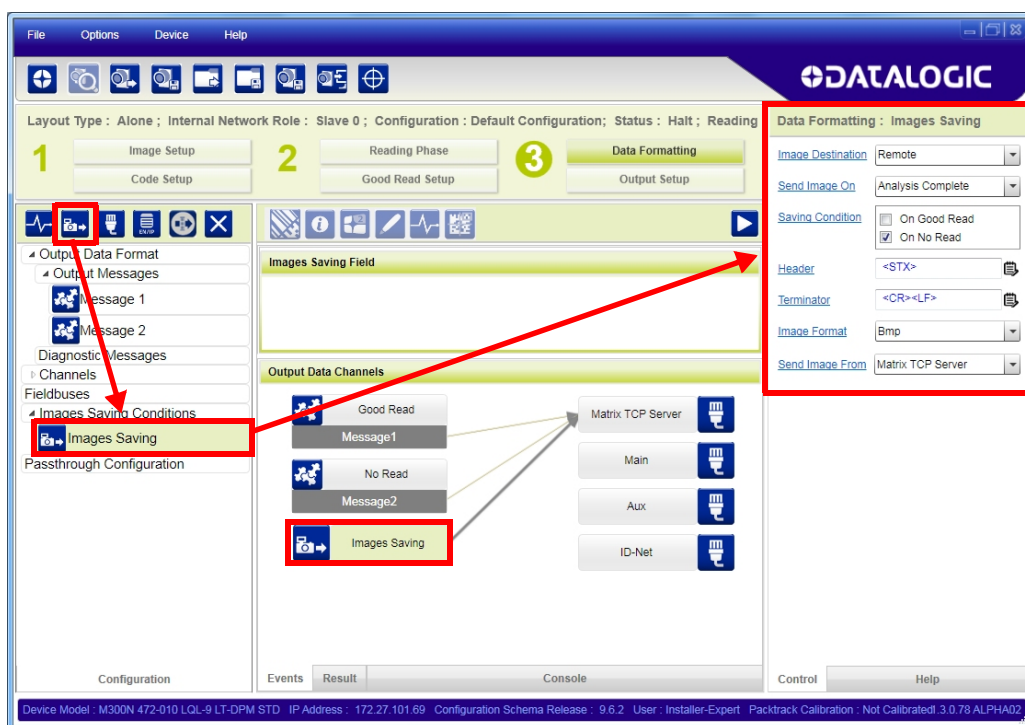 File Options Device Help
DATALOGIC
Layout Type : Alone ; Internal Network Role : Slave 0 ; Configuration : Default Configuration; Status : Halt ; Reading
1 Image Setup 2 Reading Phase 3 Data Formatting
Code Setup Good Read Setup Output Setup
EN/IP
Output Data Format
Output Messages
Message 1
Message 2
Diagnostic Messages
Channels
Fieldbuses
Images Saving Conditions
Images Saving
Passthrough Configuration
Configuration
Images Saving Field
Output Data Channels
Good Read
Message1
No Read
Message2
Images Saving
Matrix TCP Server
Main
Aux
ID-Net
Events Result Console
Data Formatting : Images Saving
Image Destination Remote
Send Image On Analysis Complete
Saving Condition On Good Read
On No Read
Header <STX>
Terminator <CR><LF>
Image Format Bmp
Send Image From Matrix TCP Server
Control Help
Device Model : M300N 472-010 LQL-9 LT-DPM STD IP Address : 172.27.101.69 Configuration Schema Release : 9.6.2 User : Installer-Expert Packtrack Calibration : Not Calibrated!.3.0.78 ALPHA02